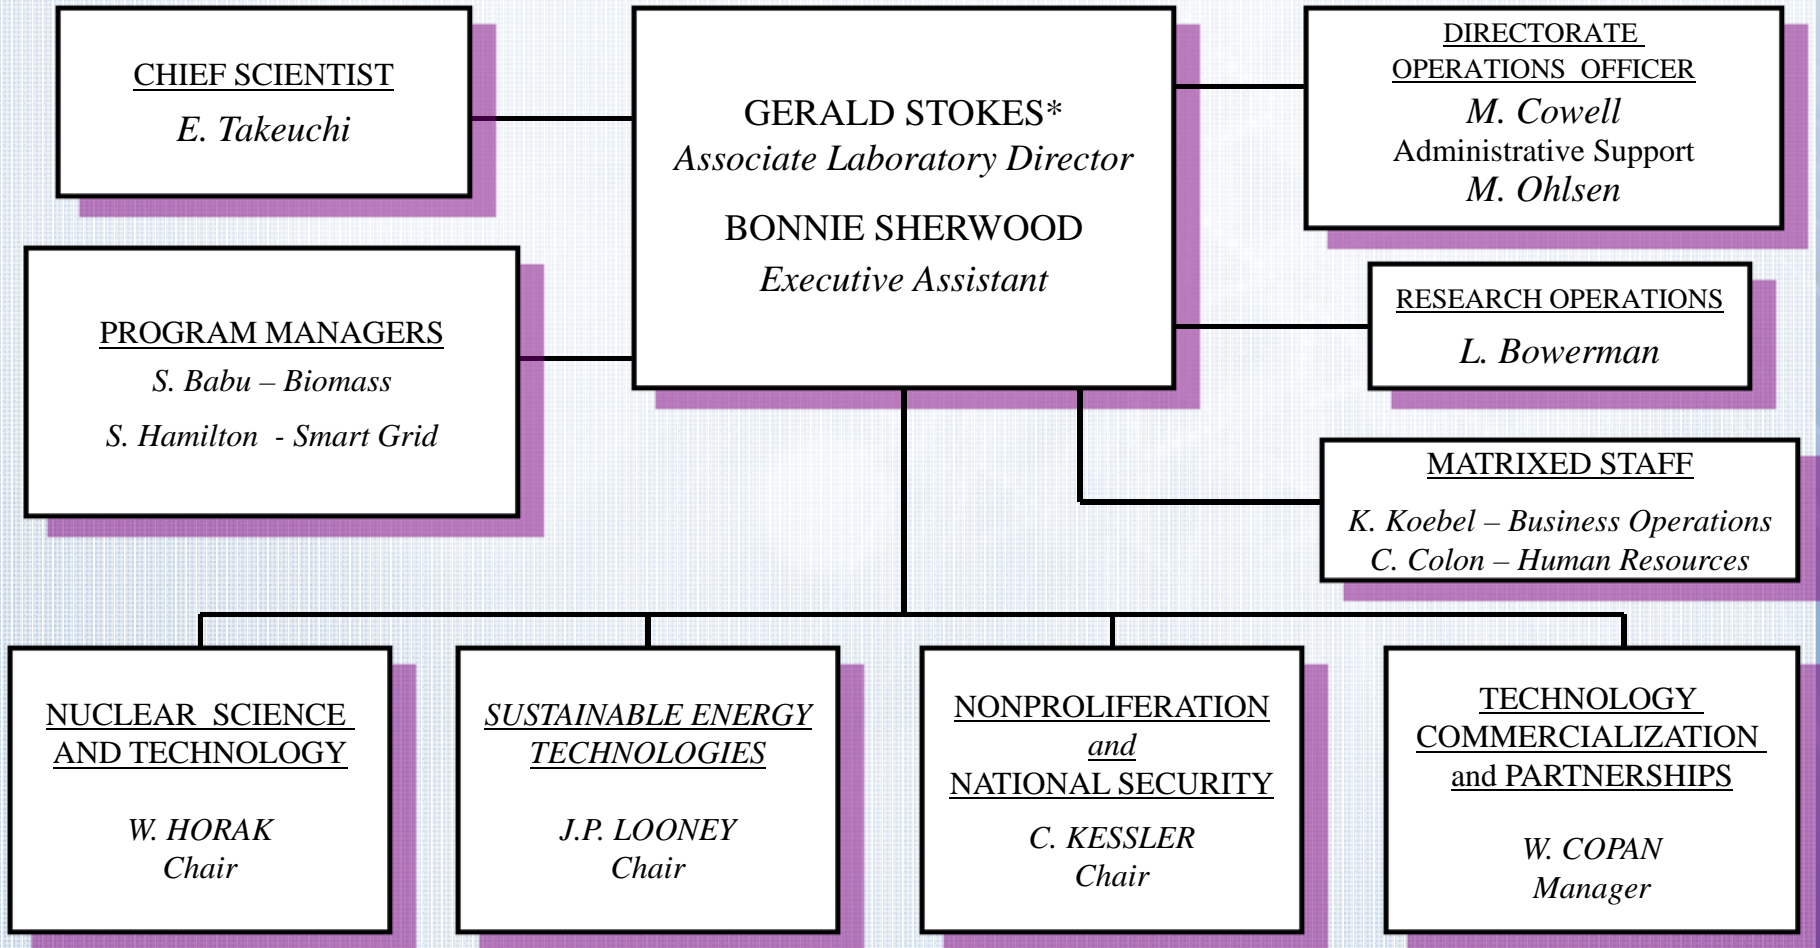 CHIEF SCIENTIST
E. Takeuchi
GERALD STOKES*
Associate Laboratory Director
BONNIE SHERWOOD
Executive Assistant
DIRECTORATE
OPERATIONS OFFICER
M. Cowell
Administrative Support
M. Ohlsen
PROGRAM MANAGERS
S. Babu – Biomass
S. Hamilton - Smart Grid
RESEARCH OPERATIONS
L. Bowerman
MATRIXED STAFF
K. Koebel – Business Operations
C. Colon – Human Resources
NUCLEAR SCIENCE
AND TECHNOLOGY
W. HORAK
Chair
SUSTAINABLE ENERGY
TECHNOLOGIES
J.P. LOONEY
Chair
NONPROLIFERATION
and
NATIONAL SECURITY
C. KESSLER
Chair
TECHNOLOGY
COMMERCIALIZATION
and PARTNERSHIPS
W. COPAN
Manager